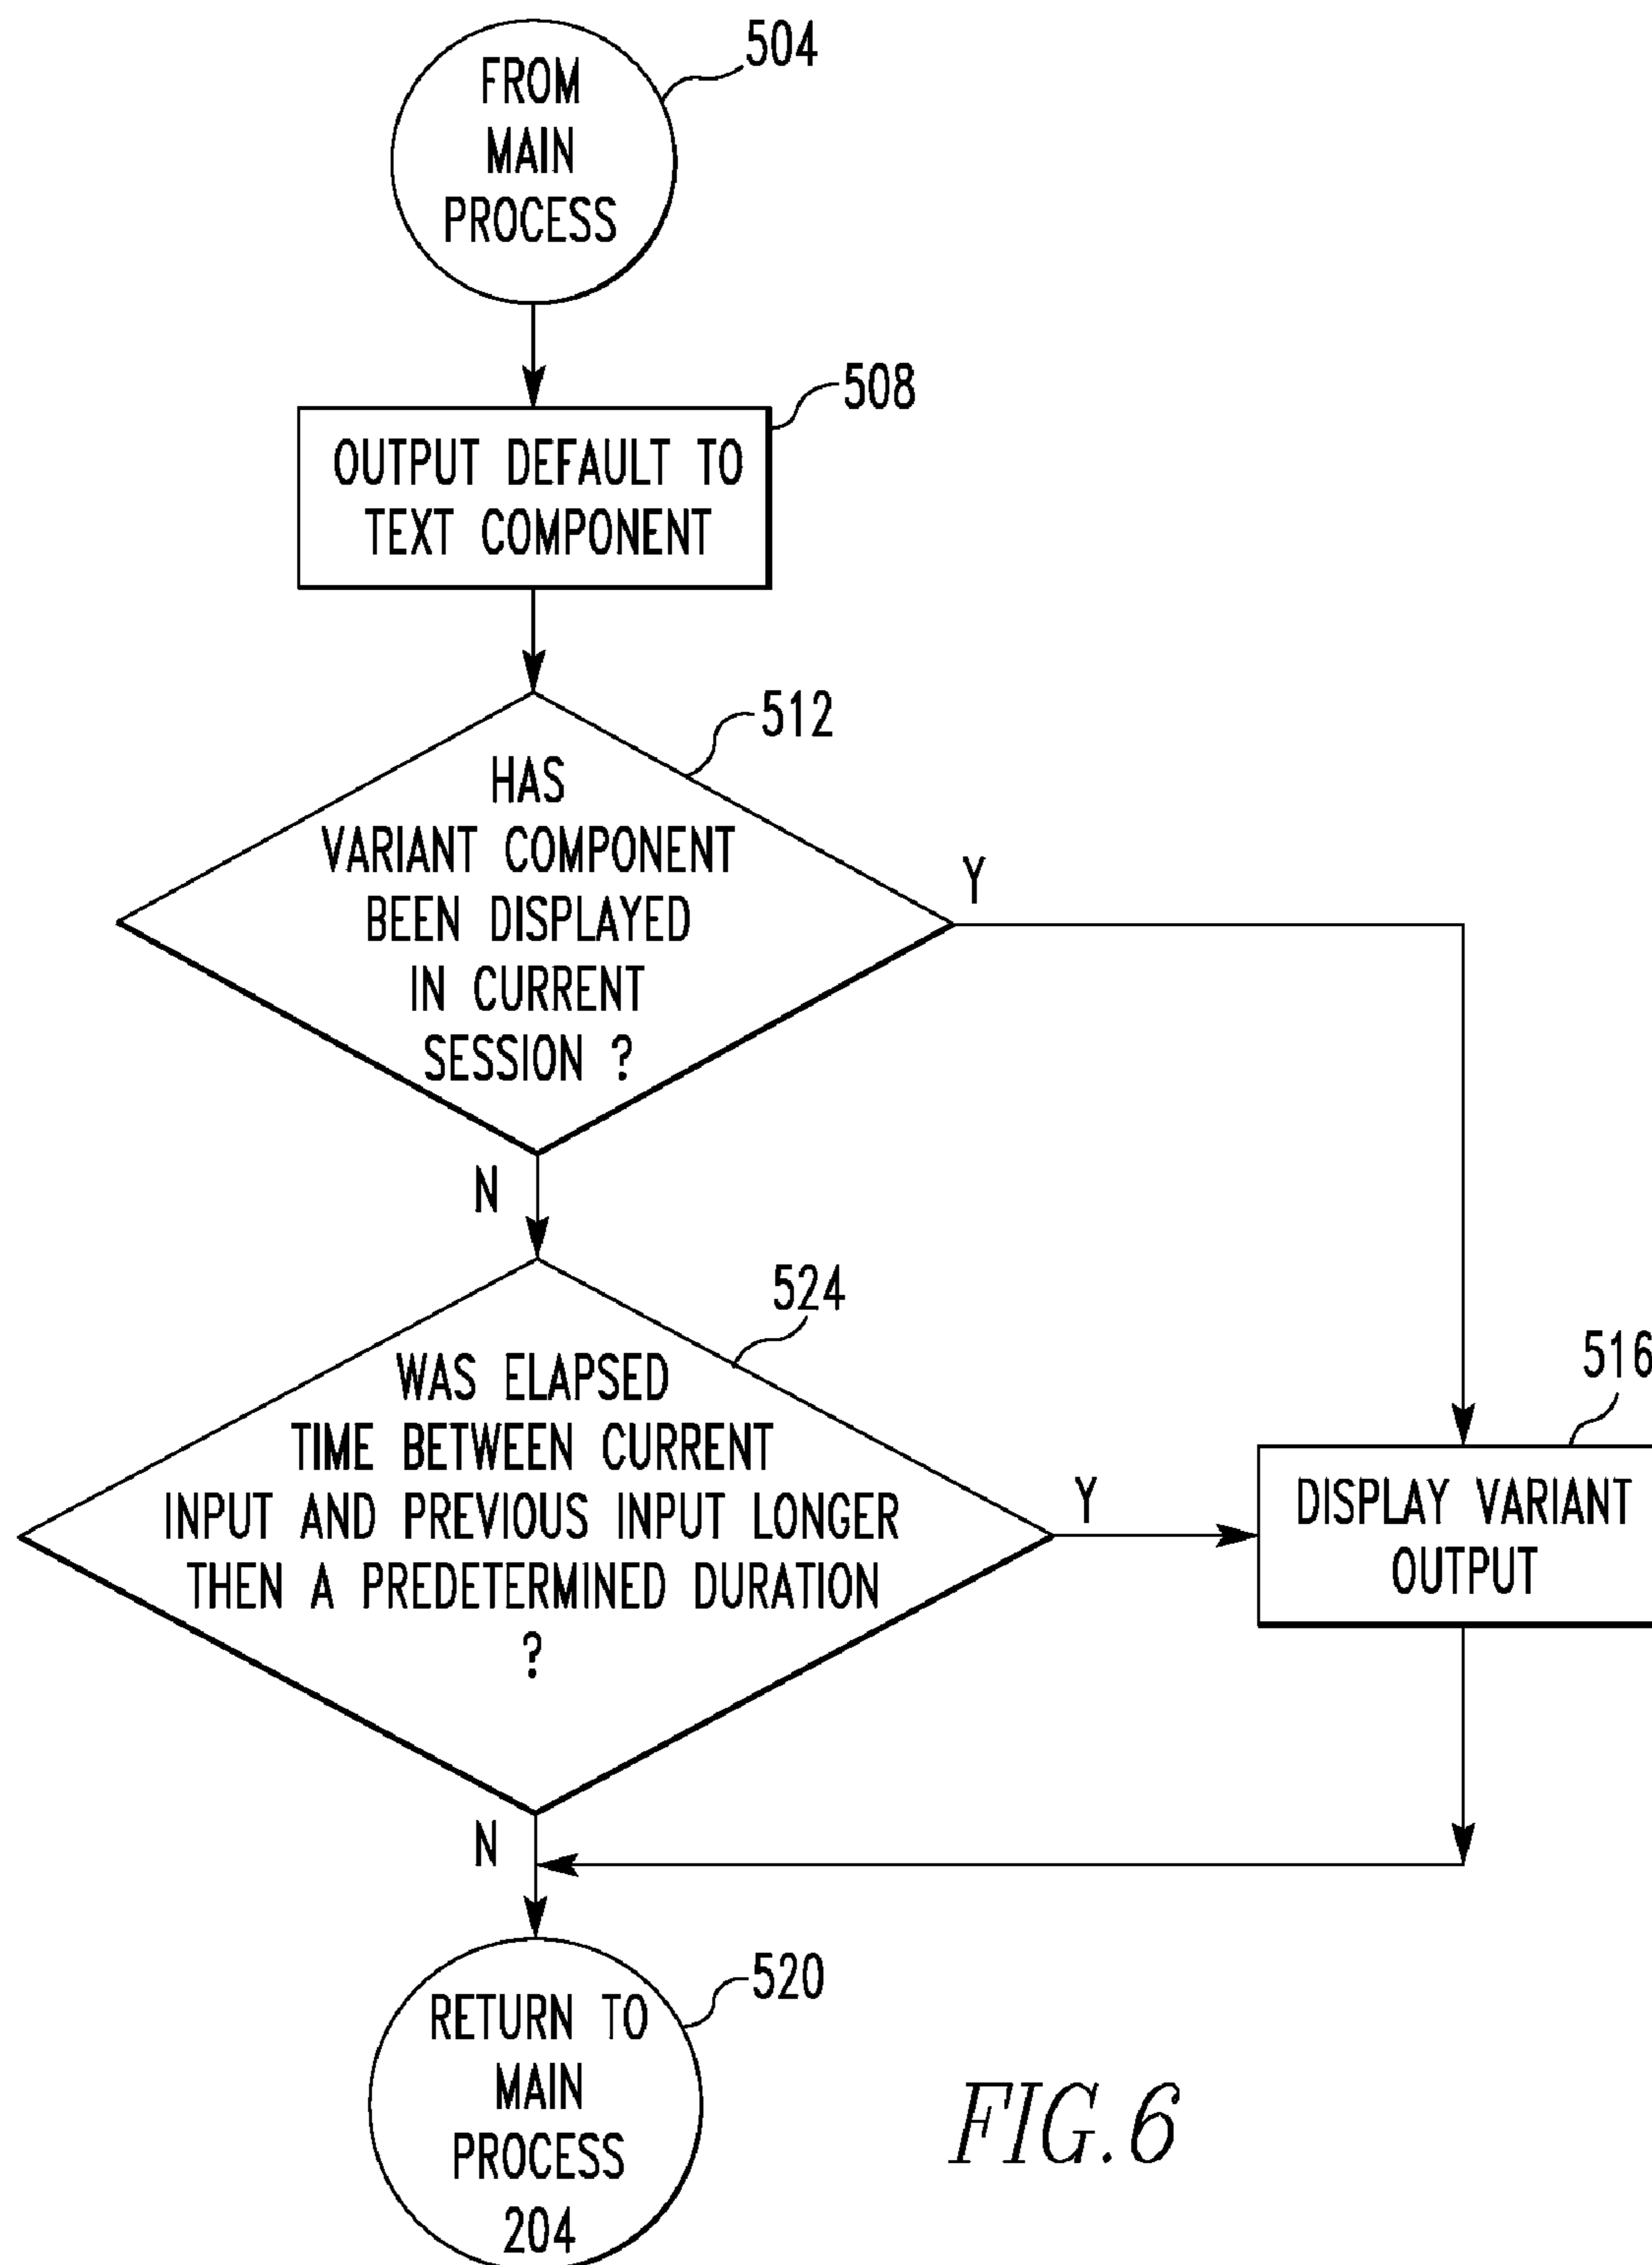 504
FROM
MAIN
PROCESS
508
OUTPUT DEFAULT TO
TEXT COMPONENT
512
HAS
VARIANT COMPONENT
BEEN DISPLAYED
IN CURRENT
SESSION ?
Y
N
524
WAS ELAPSED
TIME BETWEEN CURRENT
INPUT AND PREVIOUS INPUT LONGER
THEN A PREDETERMINED DURATION
?
Y
516
DISPLAY VARIANT
OUTPUT
N
520
RETURN TO
MAIN
PROCESS
204
FIG. 6